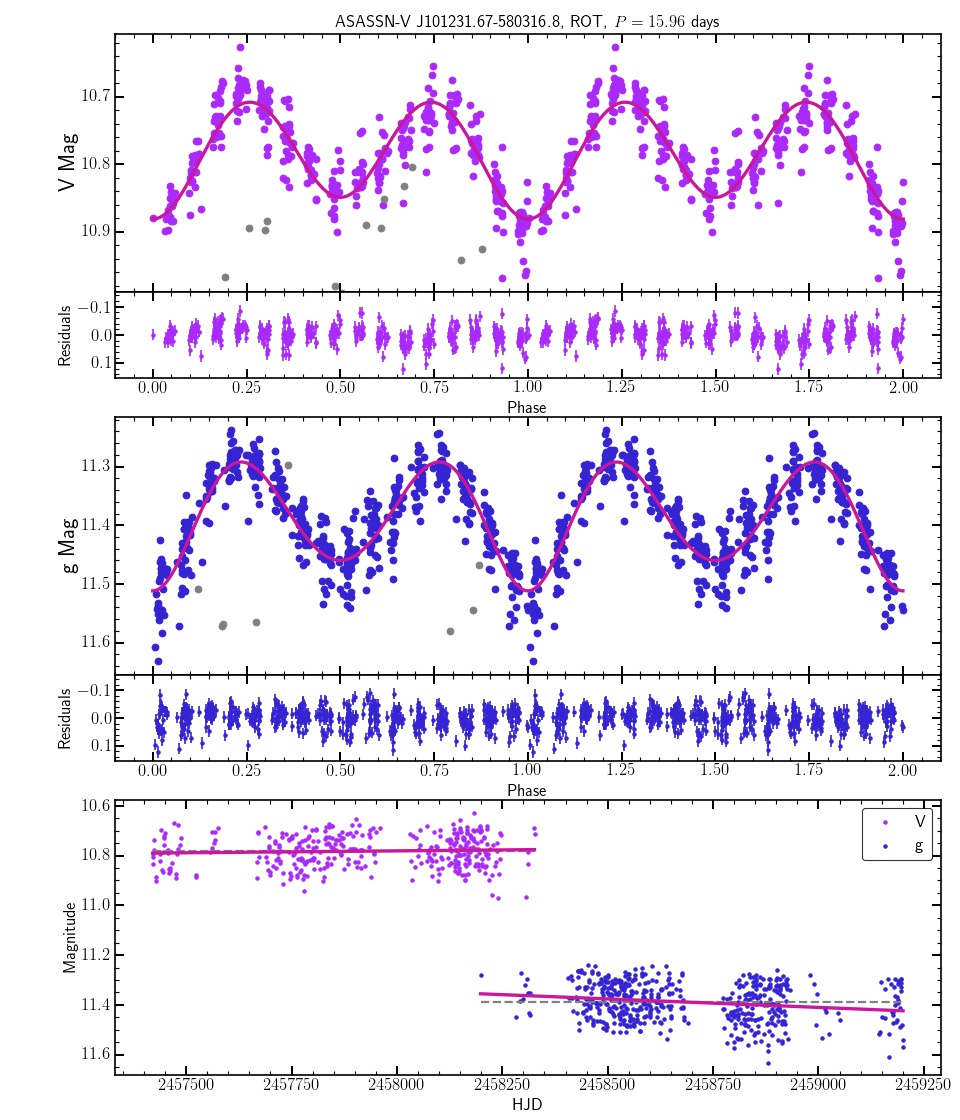 ASASSN-V J101231.67-580316.8, ROT, P = 15.96 days
V Mag
10.7
10.8
10.9
Residuals
−0.1
0.0
0.1
0.00 0.25 0.50 0.75 1.00 1.25 1.50 1.75 2.00
Phase
g Mag
11.3
11.4
11.5
11.6
Residuals
−0.1
0.0
0.1
0.00 0.25 0.50 0.75 1.00 1.25 1.50 1.75 2.00
Phase
Magnitude
10.6
10.8
11.0
11.2
11.4
11.6
V
g
2457500 2457750 2458000 2458250 2458500 2458750 2459000 2459250
HJD